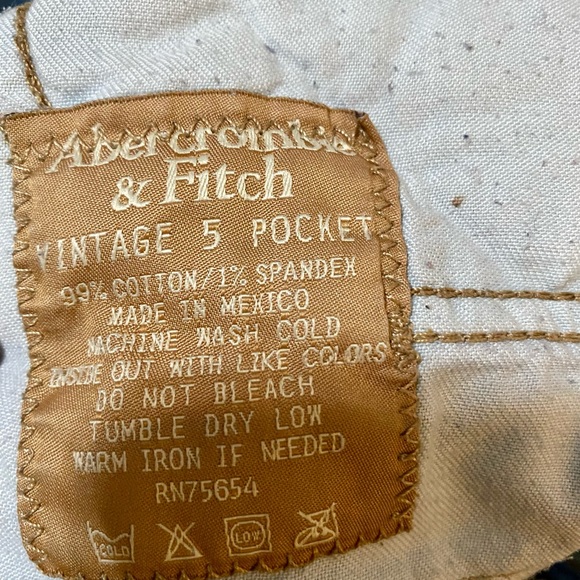 Abercrombie
& Fitch
VINTAGE 5 POCKET
99% COTTON/1% SPANDEX
MADE IN MEXICO
MACHINE WASH COLD
INSIDE OUT WITH LIKE COLORS
DO NOT BLEACH
TUMBLE DRY LOW
WARM IRON IF NEEDED
RN75654
COLD LOW